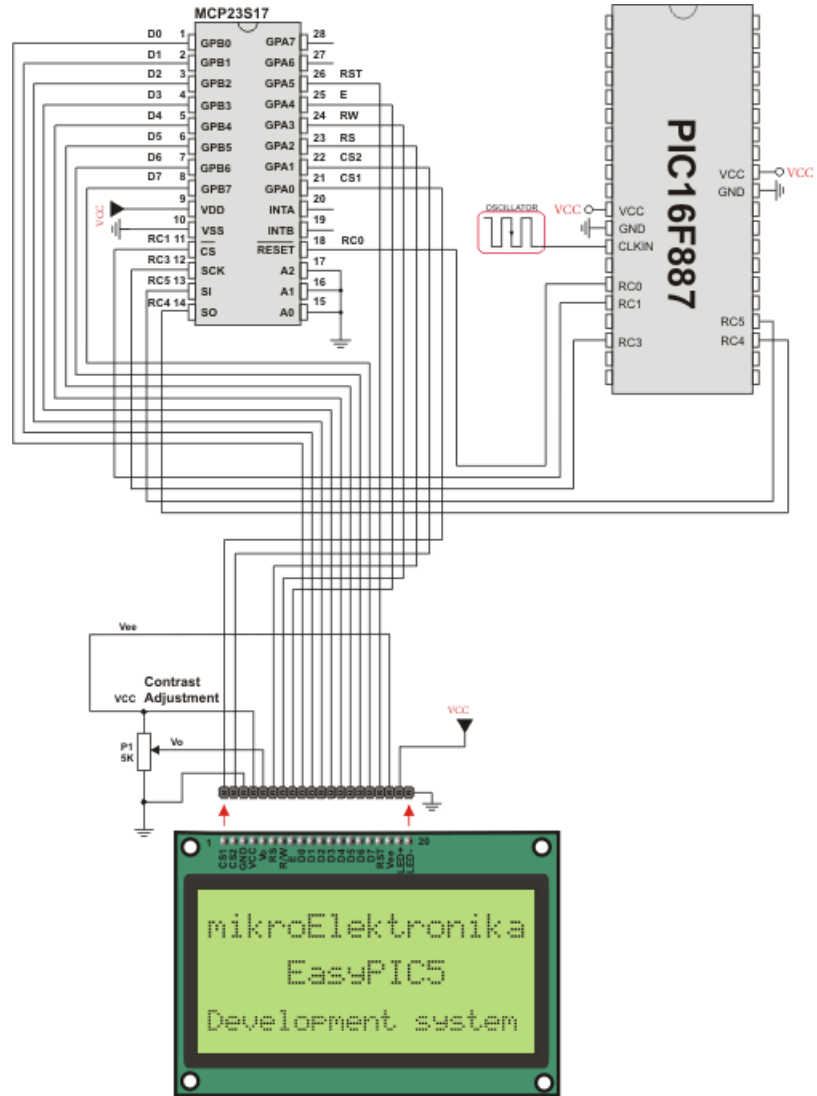 MCP23S17
D0 1 GPB0 GPA7 28
D1 2 GPB1 GPA6 27
D2 3 GPB2 GPA5 26 RST
D3 4 GPB3 GPA4 25 E
D4 5 GPB4 GPA3 24 RW
D5 6 GPB5 GPA2 23 RS
D6 7 GPB6 GPA1 22 CS2
D7 8 GPB7 GPA0 21 CS1
VCC 9 VDD INTA 20
10 VSS INTB 19
RC1 11 CS RESET 18 RC0
RC3 12 SCK A2 17
RC5 13 SI A1 16
RC4 14 SO A0 15
PIC16F887
VCC VCC
GND
OSCILLATOR
VCC VCC
GND
CLKIN
RC0
RC1
RC3
RC5
RC4
Vee
Contrast
VCC Adjustment
P1
5K
Vo
VCC
1 20
CS1
CS2
GND
VCC
Vo
RS
R/W
E
D0
D1
D2
D3
D4
D5
D6
D7
RST
Vee
LED+
LED-
mikroElektronika
EasyPIC5
Development system